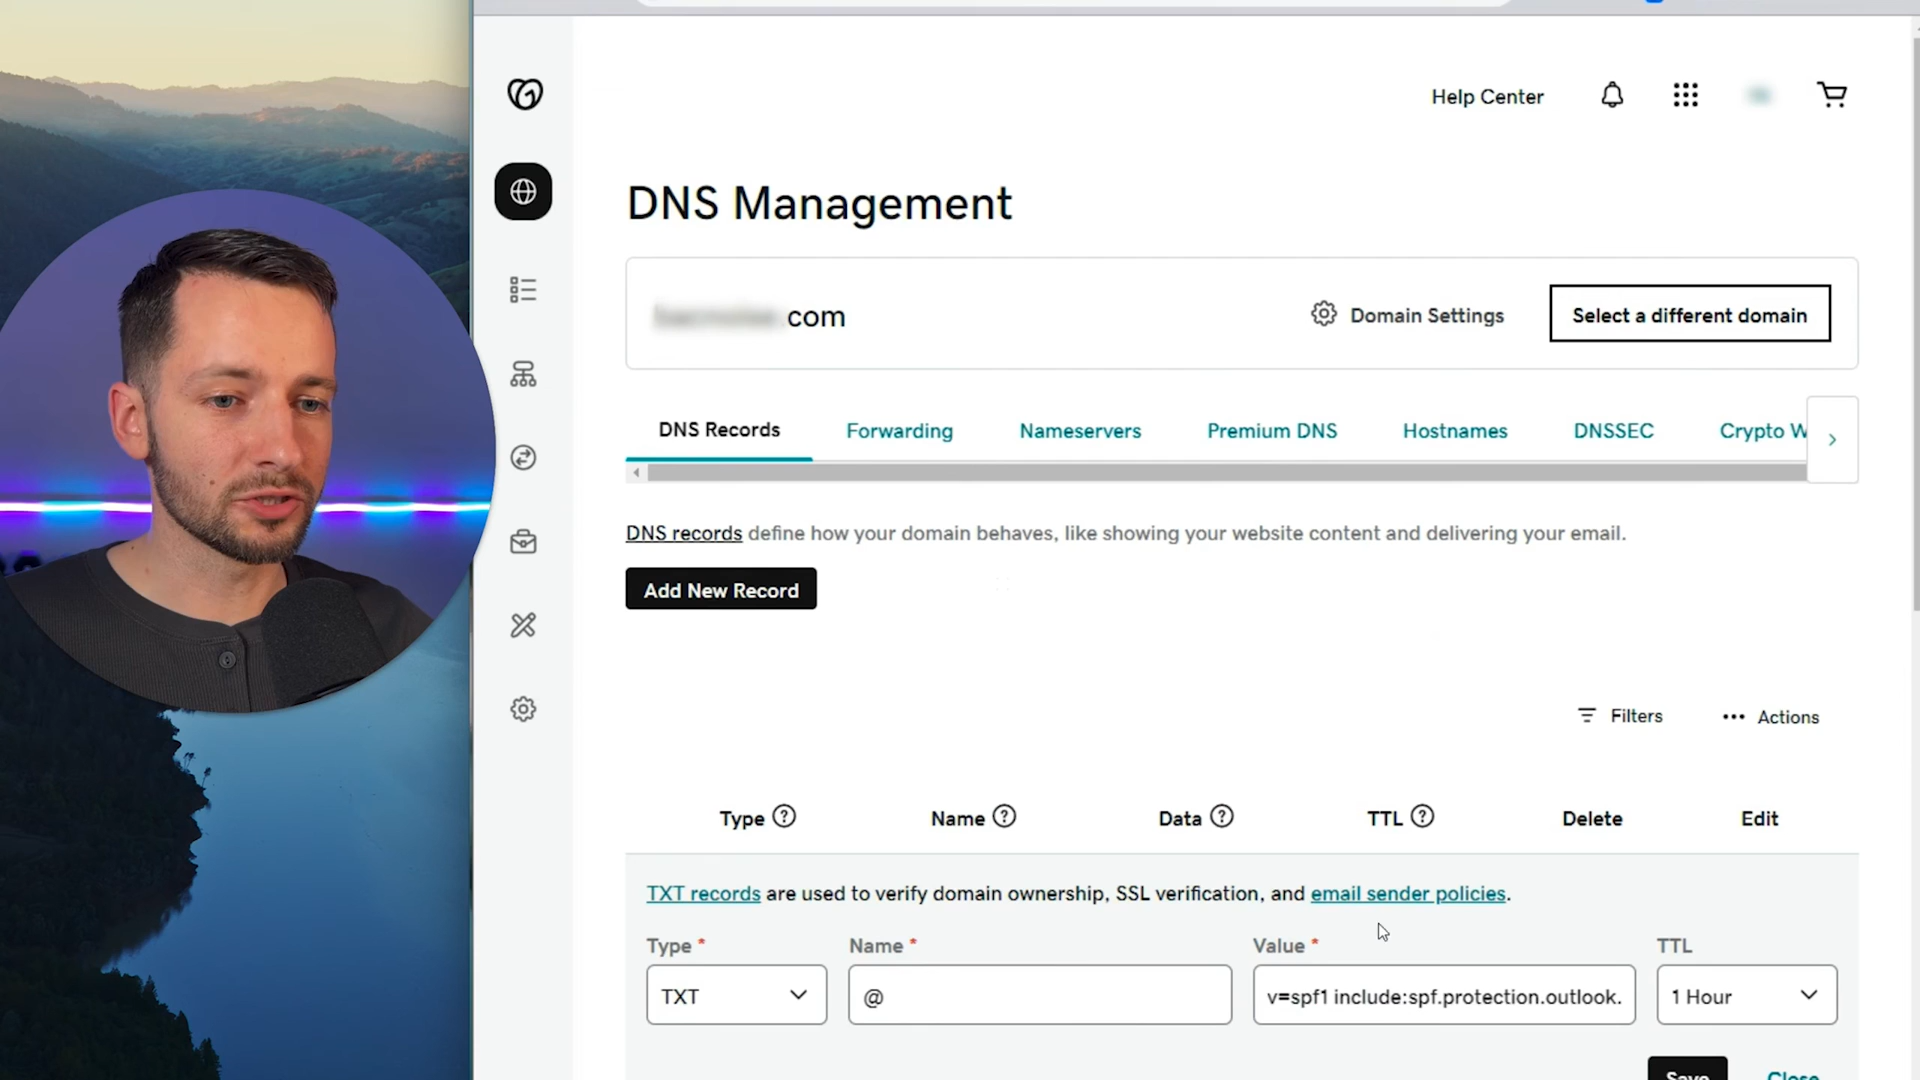 Help Center
DNS Management
.com
Domain Settings
Select a different domain
DNS Records
Forwarding
Nameservers
Premium DNS
Hostnames
DNSSEC
Crypto W
DNS records define how your domain behaves, like showing your website content and delivering your email.
Add New Record
Filters
Actions
Type
Name
Data
TTL
Delete
Edit
TXT records are used to verify domain ownership, SSL verification, and email sender policies.
Type *
Name *
Value *
TTL
TXT
@
v=spf1 include:spf.protection.outlook.
1 Hour
Save
Close